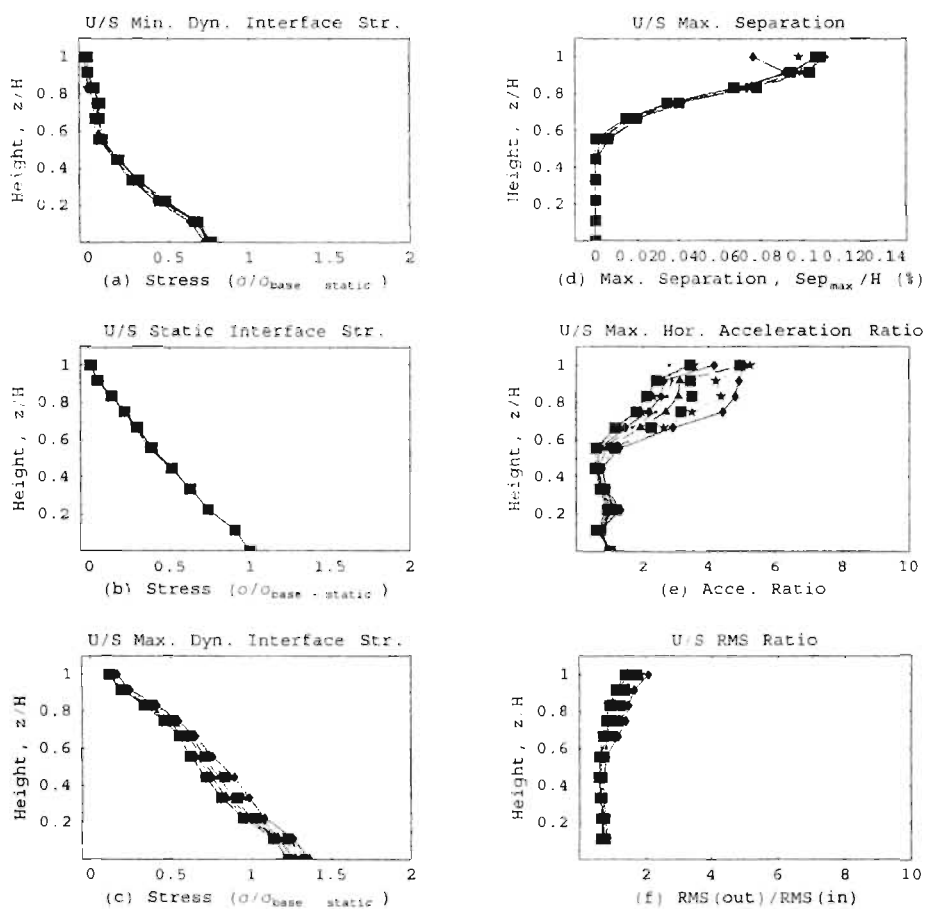 U/S Min. Dyn. Interface Str.
Height, z/H
1
0.8
0.6
0.4
0.2
0 0.5 1 1.5 2
(a) Stress (σ/σbase static)
U/S Static Interface Str.
Height, z/H
1
0.8
0.6
0.4
0.2
0 0.5 1 1.5 2
(b) Stress (σ/σbase - static)
U/S Max. Dyn. Interface Str.
Height, z/H
1
0.8
0.6
0.4
0.2
0 0.5 1 1.5 2
(c) Stress (σ/σbase static)
U/S Max. Separation
Height, z/H
1
0.8
0.6
0.4
0.2
0 0.020.040.060.080.10.120.14
(d) Max. Separation, Sepmax/H (%)
U/S Max. Hor. Acceleration Ratio
Height, z/H
1
0.8
0.6
0.4
0.2
2 4 6 8 10
(e) Acce. Ratio
U/S RMS Ratio
Height, z.H
1
0.8
0.6
0.4
0.2
2 4 6 8 10
(f) RMS(out)/RMS(in)